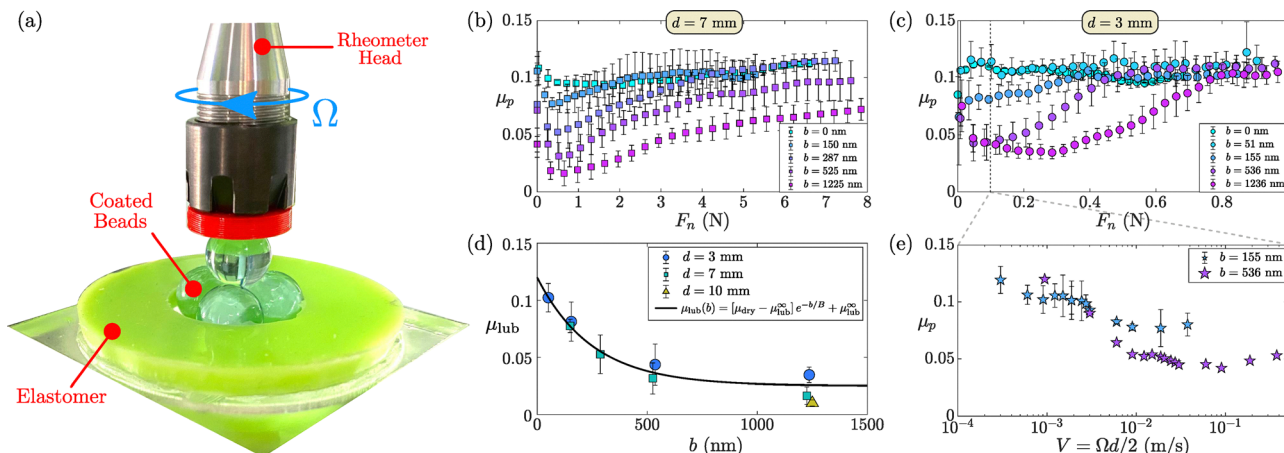 (a)
Rheometer
Head
Ω
Coated
Beads
Elastomer
(b)
d = 7 mm
μp
0.15
0.1
0.05
0
0 1 2 3 4 5 6 7 8
Fn (N)
b = 0 nm
b = 150 nm
b = 287 nm
b = 525 nm
b = 1225 nm
(c)
d = 3 mm
μp
0.15
0.1
0.05
0
0 0.2 0.4 0.6 0.8
Fn (N)
b = 0 nm
b = 51 nm
b = 155 nm
b = 536 nm
b = 1236 nm
(d)
μlub
0.15
0.1
0.05
0
0 500 1000 1500
b (nm)
d = 3 mm
d = 7 mm
d = 10 mm
μlub(b) = [μdry − μ∞lub] e−b/B + μ∞lub
(e)
μp
0.15
0.1
0.05
0
10−4 10−3 10−2 10−1
V = Ωd/2 (m/s)
b = 155 nm
b = 536 nm